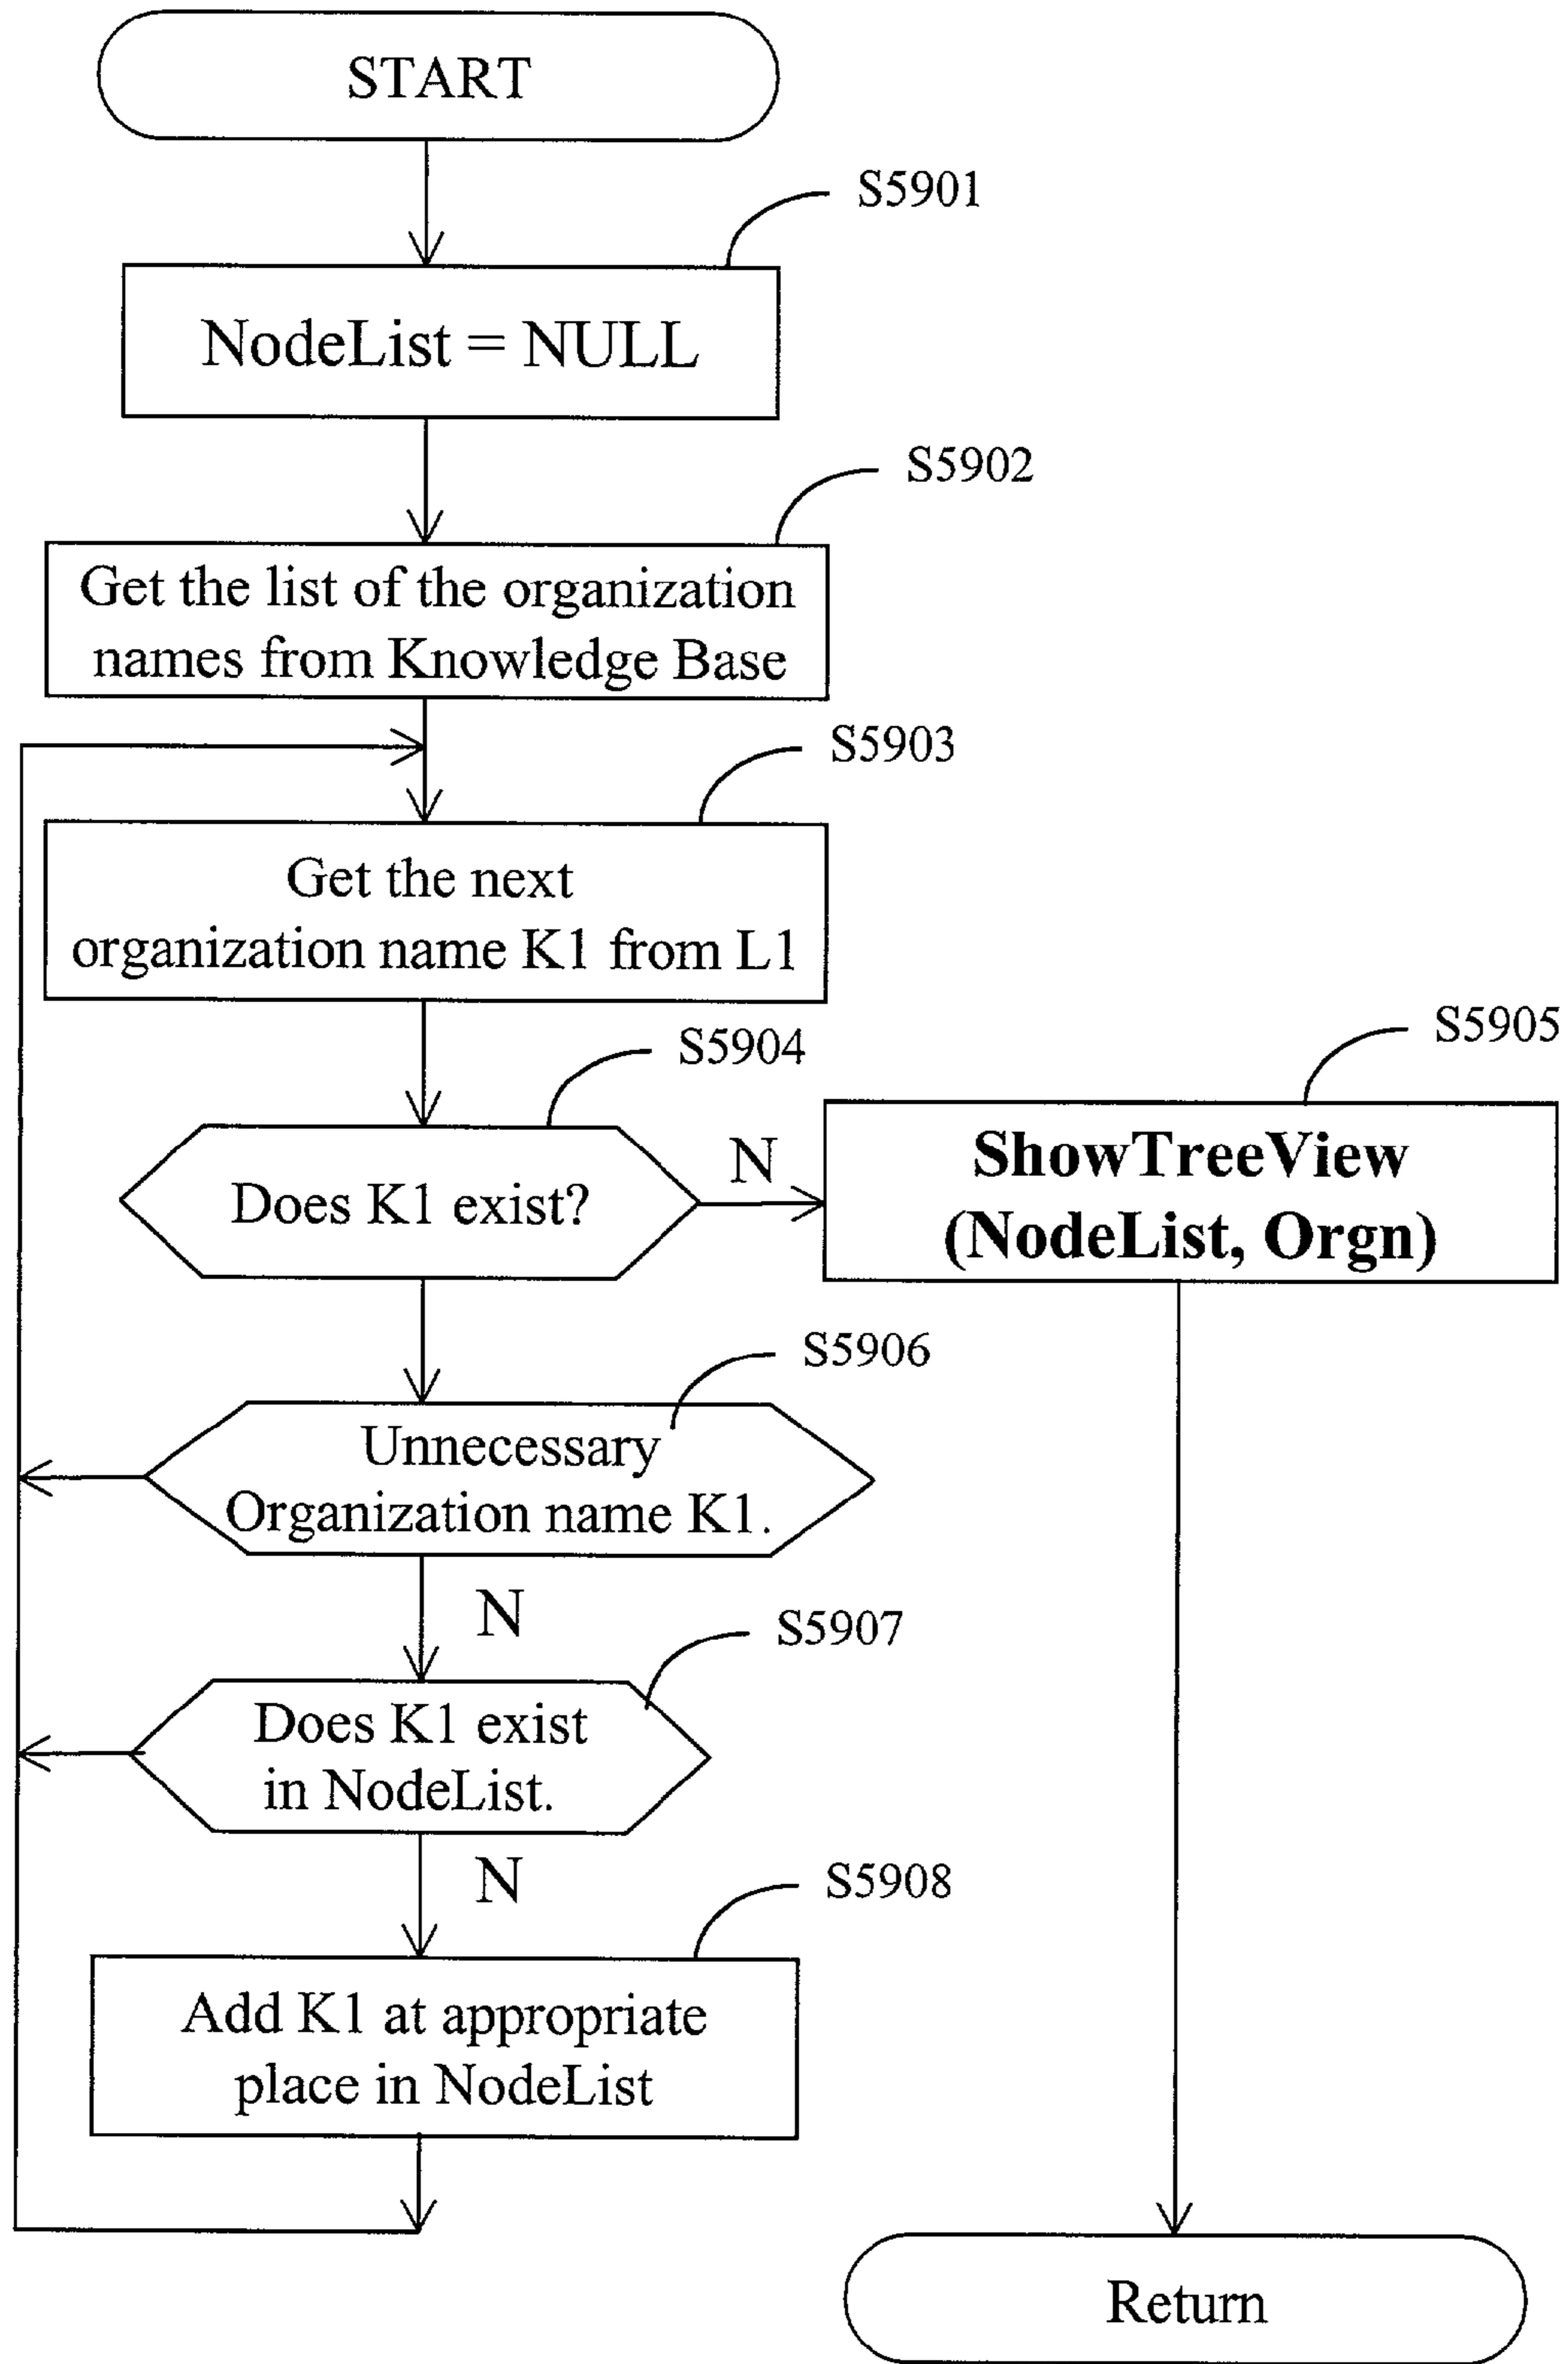 START
S5901
NodeList = NULL
S5902
Get the list of the organization
names from Knowledge Base
S5903
Get the next
organization name K1 from L1
S5904
Does K1 exist?
N
S5905
ShowTreeView
(NodeList, Orgn)
S5906
Unnecessary
Organization name K1.
N
S5907
Does K1 exist
in NodeList.
N
S5908
Add K1 at appropriate
place in NodeList
Return